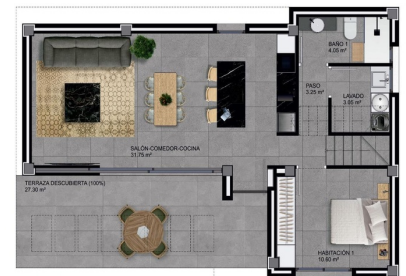 BAÑO 1
4.05 m²
PASO
3.25 m²
LAVADO
3.05 m²
SALÓN-COMEDOR-COCINA
31.75 m²
TERRAZA DESCUBIERTA (100%)
27.30 m²
HABITACIÓN 1
10.80 m²